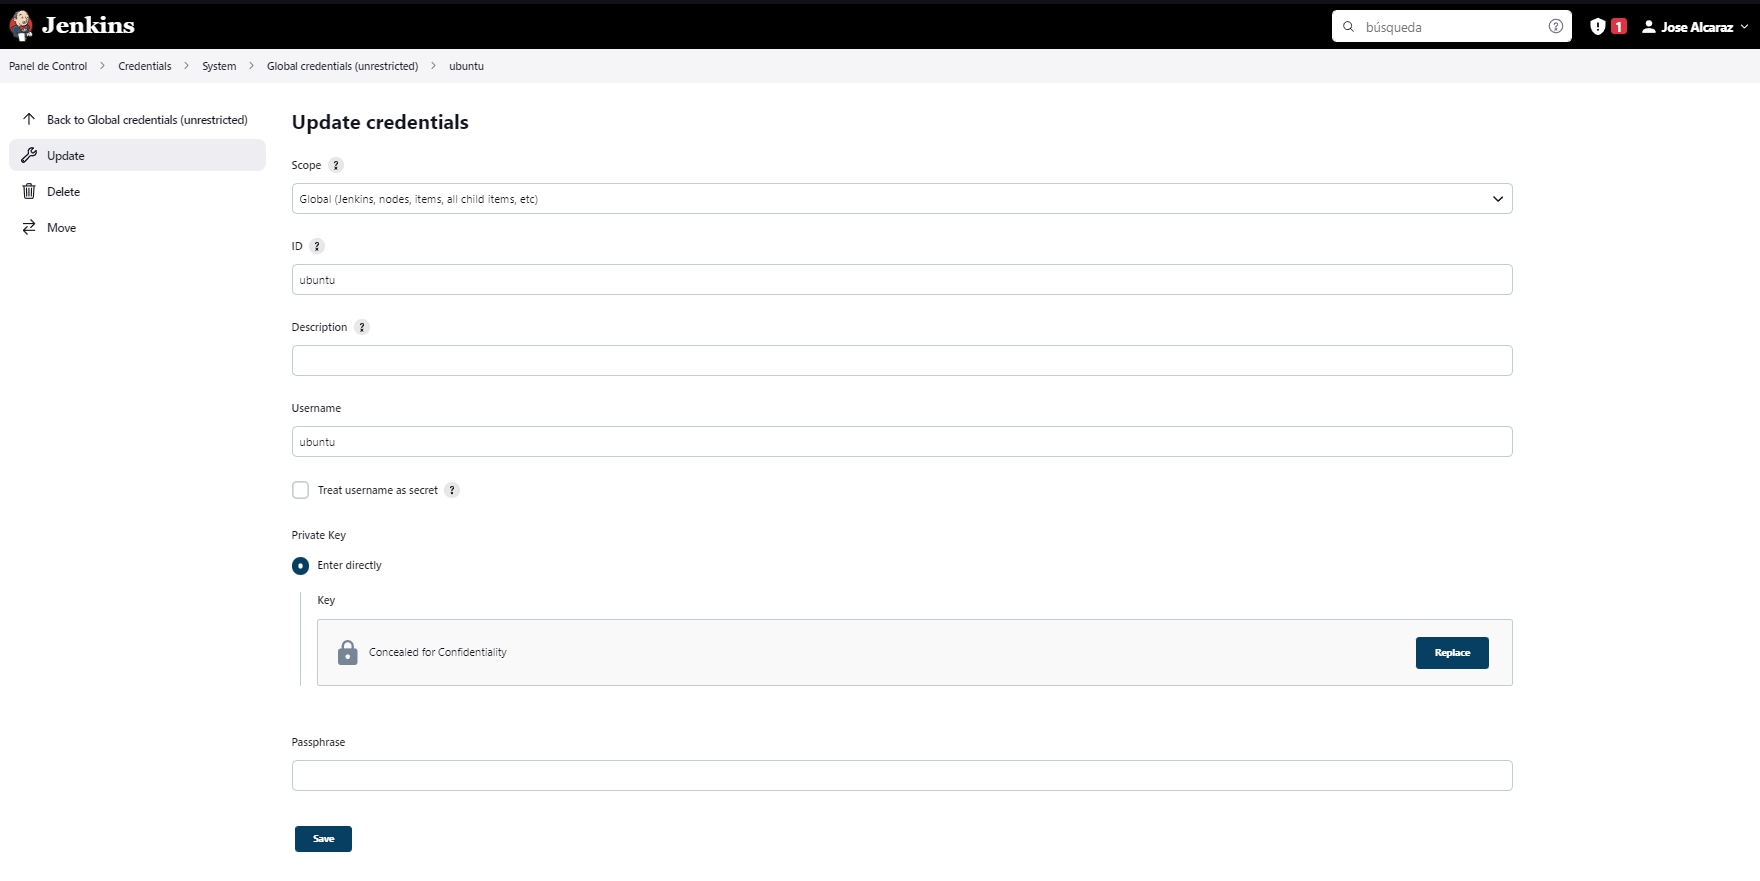 Jenkins
búsqueda
1
Jose Alcaraz
Panel de Control > Credentials > System > Global credentials (unrestricted) > ubuntu
Back to Global credentials (unrestricted)
Update
Delete
Move
Update credentials
Scope ?
Global (Jenkins, nodes, items, all child items, etc)
ID ?
ubuntu
Description ?
Username
ubuntu
Treat username as secret ?
Private Key
Enter directly
Key
Concealed for Confidentiality
Replace
Passphrase
Save